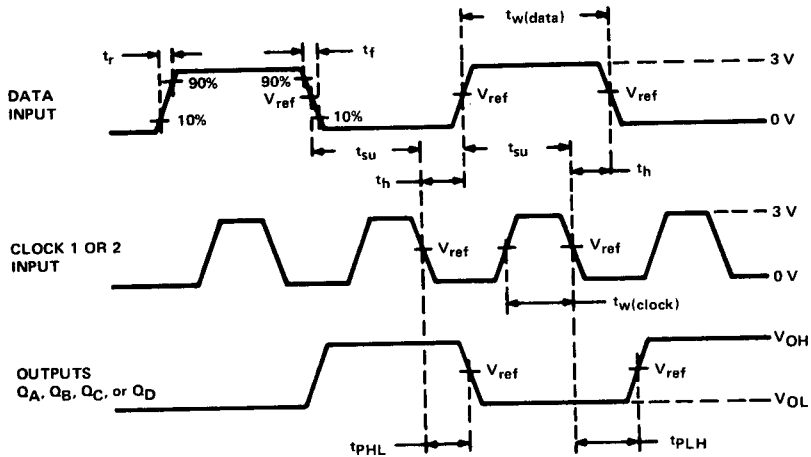 tw(data)
tr
tf
3 V
90%
90%
Vref
Vref
Vref
DATA
INPUT
10%
10%
0 V
tsu
tsu
th
th
3 V
CLOCK 1 OR 2
INPUT
Vref
Vref
0 V
tw(clock)
VOH
OUTPUTS
QA, QB, QC, or QD
Vref
Vref
VOL
tPHL
tPLH